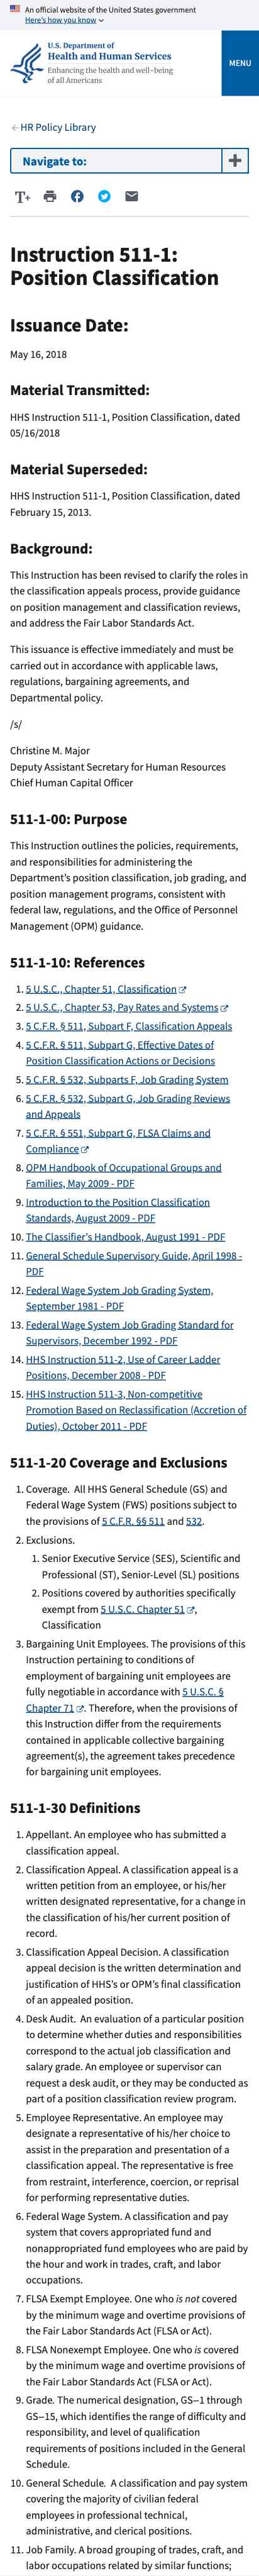 An official website of the United States government
Here's how you know
U.S. Department of
Health and Human Services
Enhancing the health and well-being
of all Americans
MENU
HR Policy Library
Navigate to:
T+
Instruction 511-1:
Position Classification
Issuance Date:
May 16, 2018
Material Transmitted:
HHS Instruction 511-1, Position Classification, dated
05/16/2018
Material Superseded:
HHS Instruction 511-1, Position Classification, dated
February 15, 2013.
Background:
This Instruction has been revised to clarify the roles in
the classification appeals process, provide guidance
on position management and classification reviews,
and address the Fair Labor Standards Act.
This issuance is effective immediately and must be
carried out in accordance with applicable laws,
regulations, bargaining agreements, and
Departmental policy.
/s/
Christine M. Major
Deputy Assistant Secretary for Human Resources
Chief Human Capital Officer
511-1-00: Purpose
This Instruction outlines the policies, requirements,
and responsibilities for administering the
Department's position classification, job grading, and
position management programs, consistent with
federal law, regulations, and the Office of Personnel
Management (OPM) guidance.
511-1-10: References
1. 5 U.S.C., Chapter 51, Classification
2. 5 U.S.C., Chapter 53, Pay Rates and Systems
3. 5 C.F.R. § 511, Subpart F, Classification Appeals
4. 5 C.F.R. § 511, Subpart G, Effective Dates of
Position Classification Actions or Decisions
5. 5 C.F.R. § 532, Subparts F, Job Grading System
6. 5 C.F.R. § 532, Subpart G, Job Grading Reviews
and Appeals
7. 5 C.F.R. § 551, Subpart G, FLSA Claims and
Compliance
8. OPM Handbook of Occupational Groups and
Families, May 2009 - PDF
9. Introduction to the Position Classification
Standards, August 2009 - PDF
10. The Classifier's Handbook, August 1991 - PDF
11. General Schedule Supervisory Guide, April 1998 -
PDF
12. Federal Wage System Job Grading System,
September 1981 - PDF
13. Federal Wage System Job Grading Standard for
Supervisors, December 1992 - PDF
14. HHS Instruction 511-2, Use of Career Ladder
Positions, December 2008 - PDF
15. HHS Instruction 511-3, Non-competitive
Promotion Based on Reclassification (Accretion of
Duties), October 2011 - PDF
511-1-20 Coverage and Exclusions
1. Coverage. All HHS General Schedule (GS) and
Federal Wage System (FWS) positions subject to
the provisions of 5 C.F.R. §§ 511 and 532.
2. Exclusions.
1. Senior Executive Service (SES), Scientific and
Professional (ST), Senior-Level (SL) positions
2. Positions covered by authorities specifically
exempt from 5 U.S.C. Chapter 51,
Classification
3. Bargaining Unit Employees. The provisions of this
Instruction pertaining to conditions of
employment of bargaining unit employees are
fully negotiable in accordance with 5 U.S.C. §
Chapter 71. Therefore, when the provisions of
this Instruction differ from the requirements
contained in applicable collective bargaining
agreement(s), the agreement takes precedence
for bargaining unit employees.
511-1-30 Definitions
1. Appellant. An employee who has submitted a
classification appeal.
2. Classification Appeal. A classification appeal is a
written petition from an employee, or his/her
written designated representative, for a change in
the classification of his/her current position of
record.
3. Classification Appeal Decision. A classification
appeal decision is the written determination and
justification of HHS's or OPM's final classification
of an appealed position.
4. Desk Audit. An evaluation of a particular position
to determine whether duties and responsibilities
correspond to the actual job classification and
salary grade. An employee or supervisor can
request a desk audit, or they may be conducted as
part of a position classification review program.
5. Employee Representative. An employee may
designate a representative of his/her choice to
assist in the preparation and presentation of a
classification appeal. The representative is free
from restraint, interference, coercion, or reprisal
for performing representative duties.
6. Federal Wage System. A classification and pay
system that covers appropriated fund and
nonappropriated fund employees who are paid by
the hour and work in trades, craft, and labor
occupations.
7. FLSA Exempt Employee. One who is not covered
by the minimum wage and overtime provisions of
the Fair Labor Standards Act (FLSA or Act).
8. FLSA Nonexempt Employee. One who is covered
by the minimum wage and overtime provisions of
the Fair Labor Standards Act (FLSA or Act).
9. Grade. The numerical designation, GS–1 through
GS–15, which identifies the range of difficulty and
responsibility, and level of qualification
requirements of positions included in the General
Schedule.
10. General Schedule. A classification and pay system
covering the majority of civilian federal
employees in professional technical,
administrative, and clerical positions.
11. Job Family. A broad grouping of trades, craft, and
labor occupations related by similar functions;